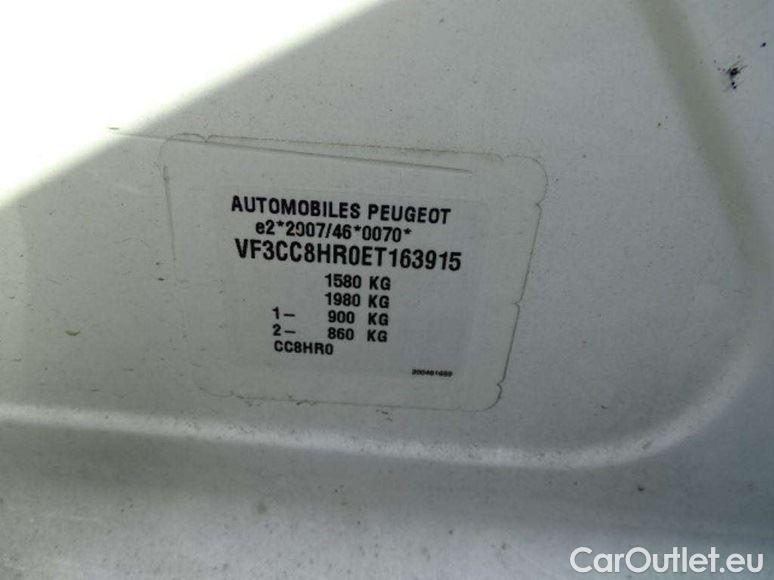 AUTOMOBILES PEUGEOT
e2*2007/46*0070*
VF3CC8HR0ET163915
1580 KG
1980 KG
1- 900 KG
2- 860 KG
CC8HR0
CarOutlet.eu